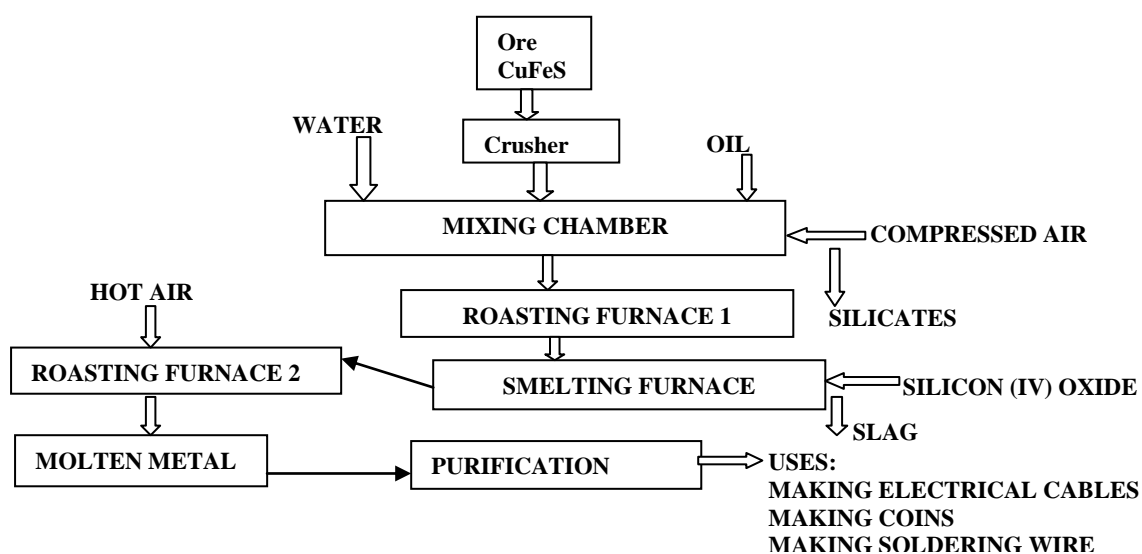 Ore
CuFeS
WATER
Crusher
OIL
MIXING CHAMBER
COMPRESSED AIR
HOT AIR
ROASTING FURNACE 1
SILICATES
ROASTING FURNACE 2
SMELTING FURNACE
SILICON (IV) OXIDE
SLAG
MOLTEN METAL
PURIFICATION
USES:
MAKING ELECTRICAL CABLES
MAKING COINS
MAKING SOLDERING WIRE